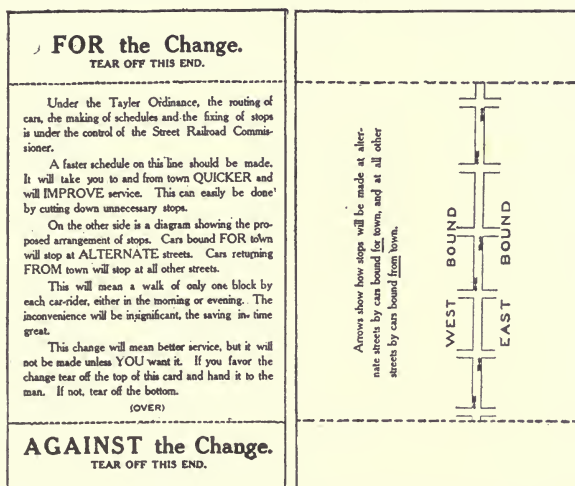 FOR the Change.
TEAR OFF THIS END.
Under the Tayler Ordinance, the routing of
cars, the making of schedules and the fixing of stops
is under the control of the Street Railroad Commis-
sioner.
A faster schedule on this line should be made.
It will take you to and from town QUICKER and
will IMPROVE service. This can easily be done
by cutting down unnecessary stops.
On the other side is a diagram showing the pro-
posed arrangement of stops. Cars bound FOR town
will stop at ALTERNATE streets. Cars returning
FROM town will stop at all other streets.
This will mean a walk of only one block by
each car-rider, either in the morning or evening. The
inconvenience will be insignificant, the saving in time
great.
This change will mean better service, but it will
not be made unless YOU want it. If you favor the
change tear off the top of this card and hand it to the
man. If not, tear off the bottom.
(OVER)
AGAINST the Change.
TEAR OFF THIS END.
Arrows show how stops will be made at alter-
nate streets by cars bound for town, and at all other
streets by cars bound from town.
WEST BOUND
EAST BOUND